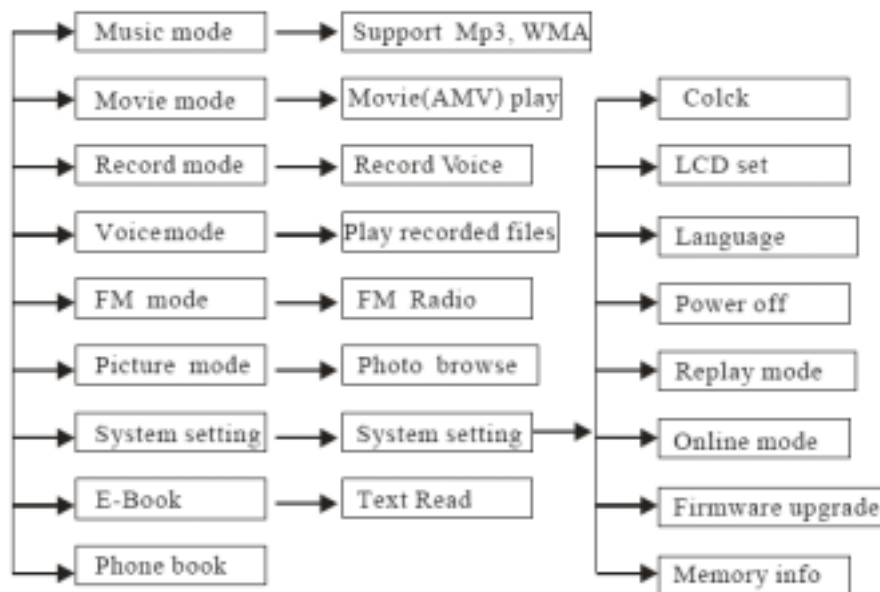 Music mode
Support Mp3, WMA
Movie mode
Movie(AMV) play
Record mode
Record Voice
Voicemode
Play recorded files
FM mode
FM Radio
Picture mode
Photo browse
System setting
System setting
E-Book
Text Read
Phone book
Colck
LCD set
Language
Power off
Replay mode
Online mode
Firmware upgrade
Memory info